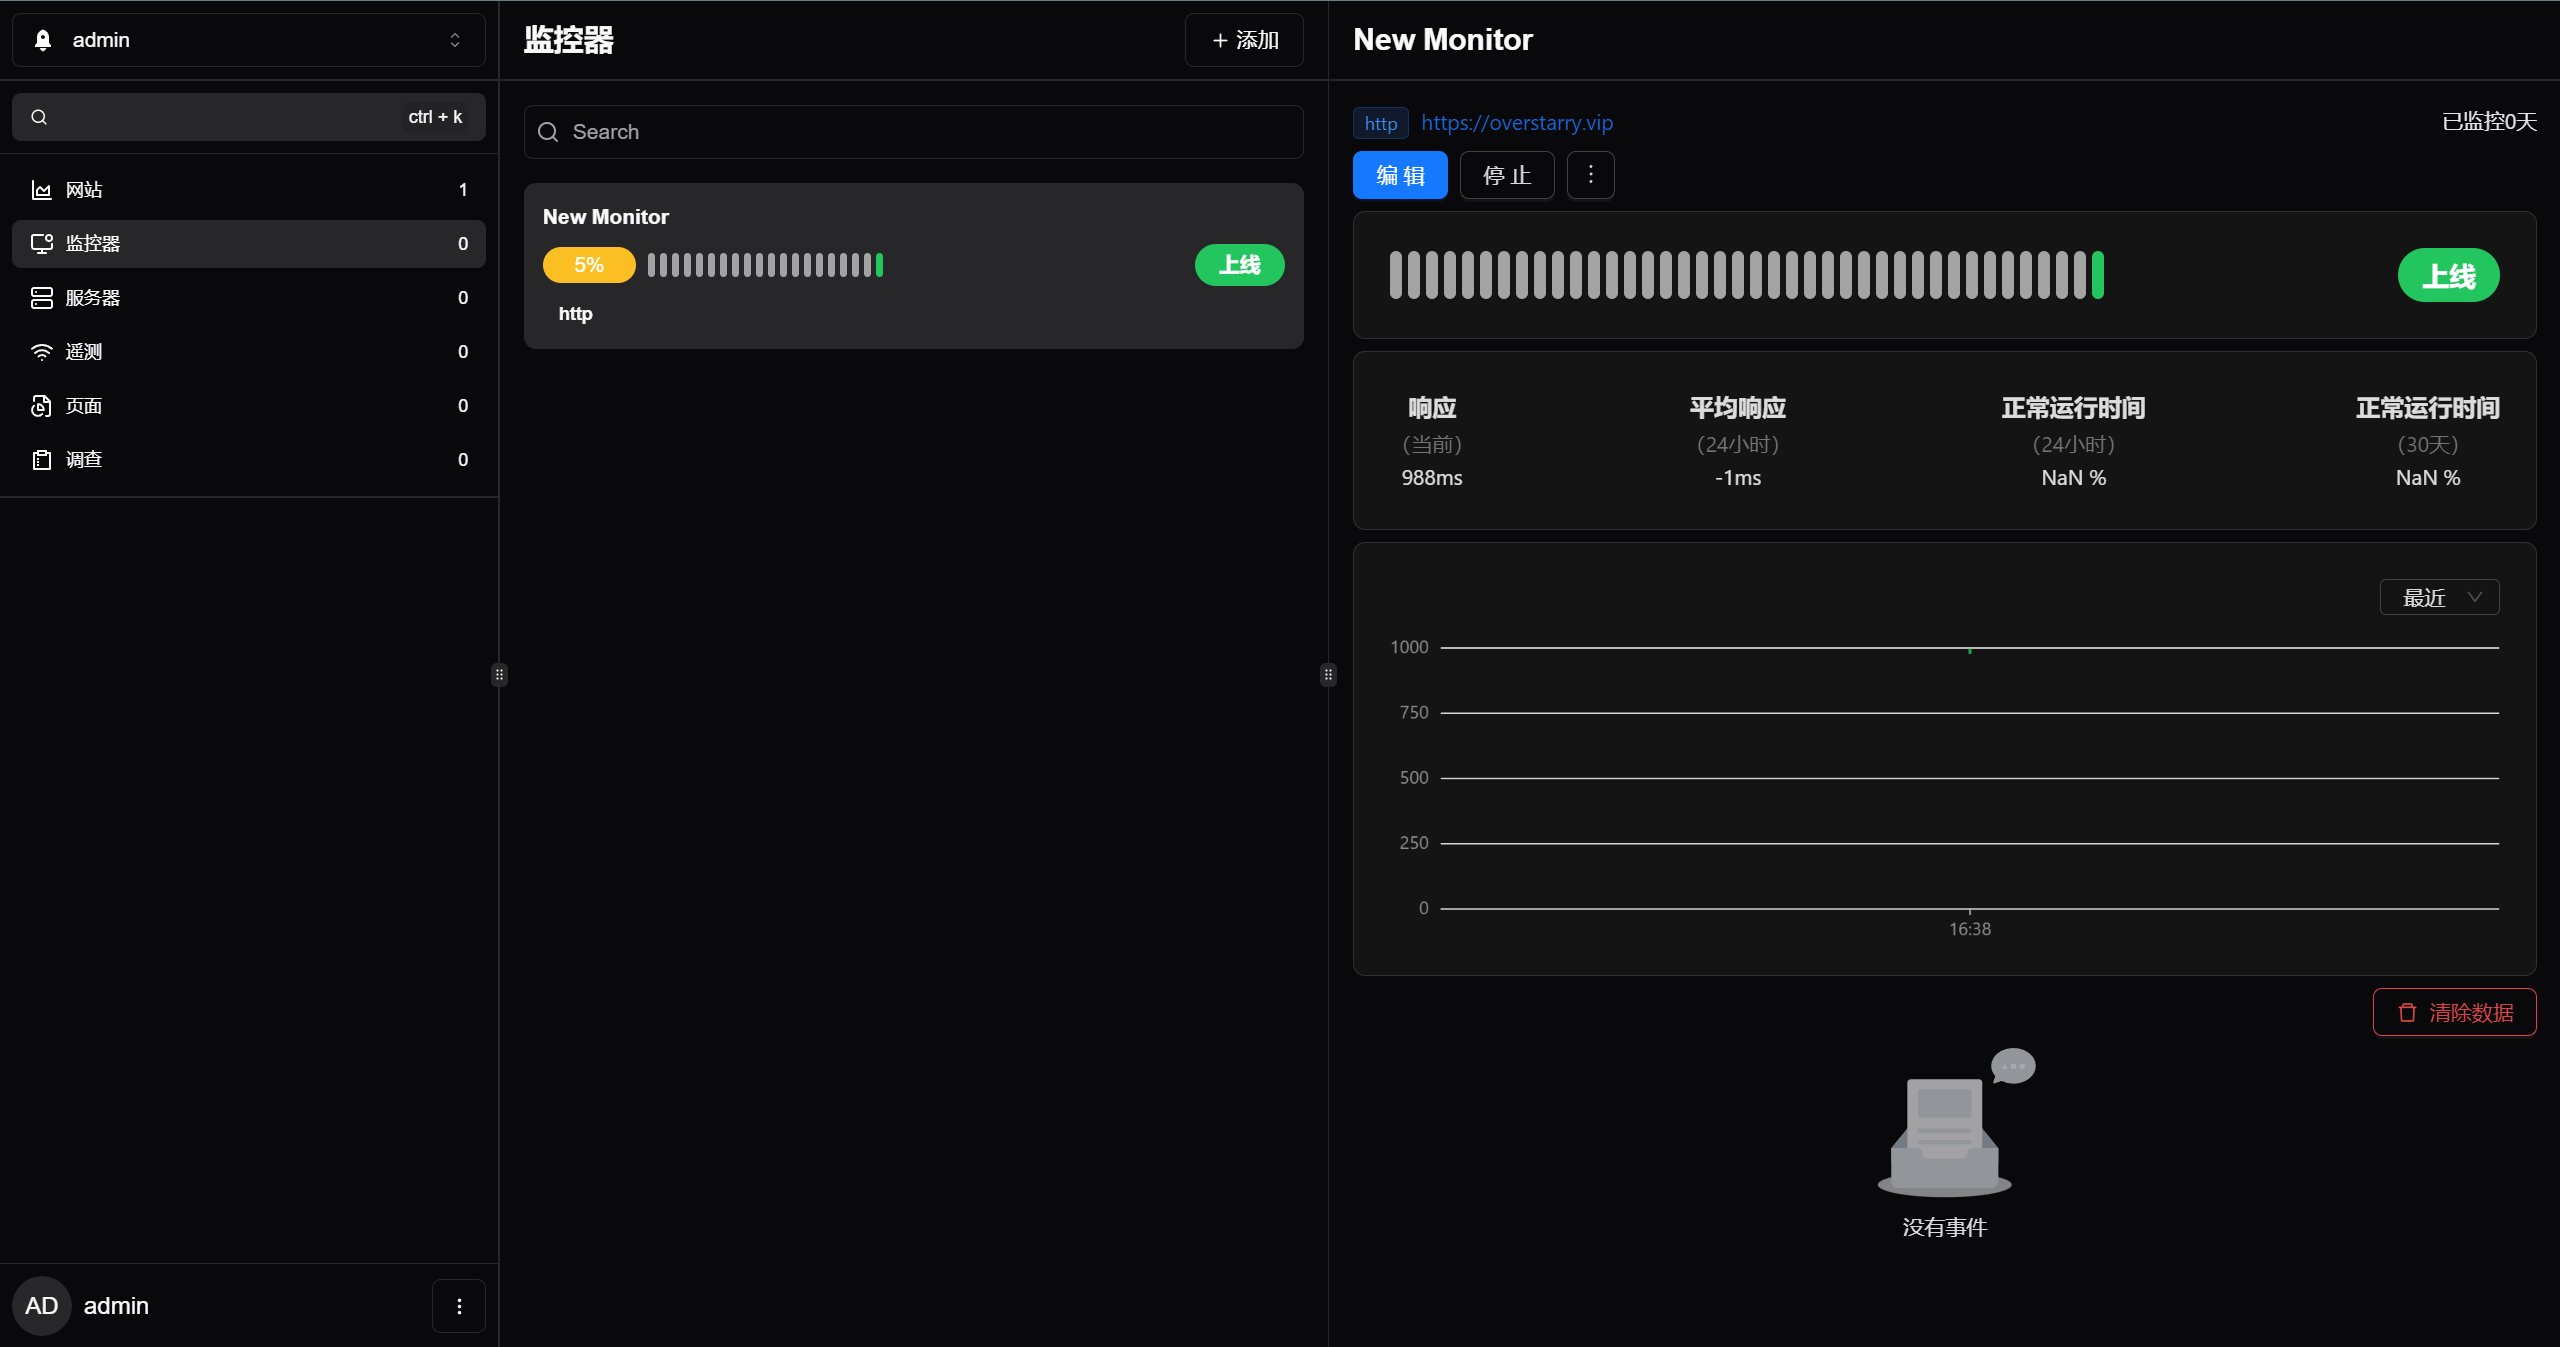 admin
ctrl + k
网站 1
监控器 0
服务器 0
遥测 0
页面 0
调查 0
AD admin
监控器
+ 添加
Search
New Monitor
5%
上线
http
New Monitor
http https://overstarry.vip
已监控0天
编 辑 停 止
上线
响应
(当前)
988ms
平均响应
(24小时)
-1ms
正常运行时间
(24小时)
NaN %
正常运行时间
(30天)
NaN %
最近
1000
750
500
250
0
16:38
清除数据
没有事件